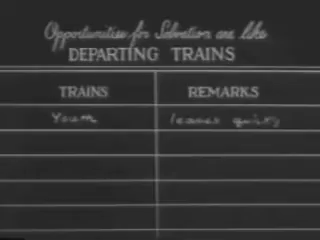 Opportunities for Salvation are like
DEPARTING TRAINS
TRAINS REMARKS
Youth leaves quickly